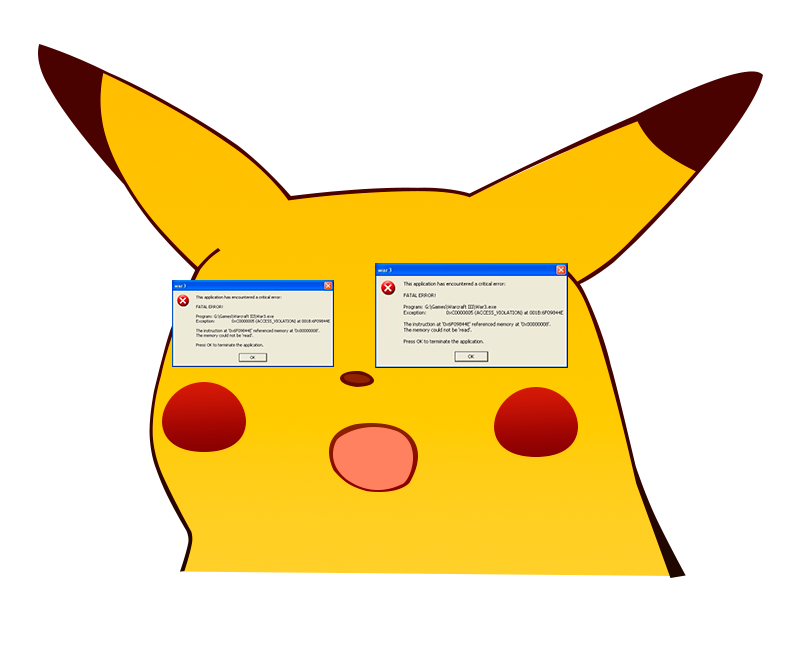 war3
This application has encountered a critical error:
FATAL ERROR!
Program: G:\Games\Warcraft III\War3.exe
Exception: 0xC0000005 (ACCESS_VIOLATION) at 001B:6F09844E
The instruction at '0x6F09844E' referenced memory at '0x00000000'.
The memory could not be 'read'.
Press OK to terminate the application.
OK
war3
This application has encountered a critical error:
FATAL ERROR!
Program: G:\Games\Warcraft III\War3.exe
Exception: 0xC0000005 (ACCESS_VIOLATION) at 001B:6F09844E
The instruction at '0x6F09844E' referenced memory at '0x00000000'.
The memory could not be 'read'.
Press OK to terminate the application.
OK